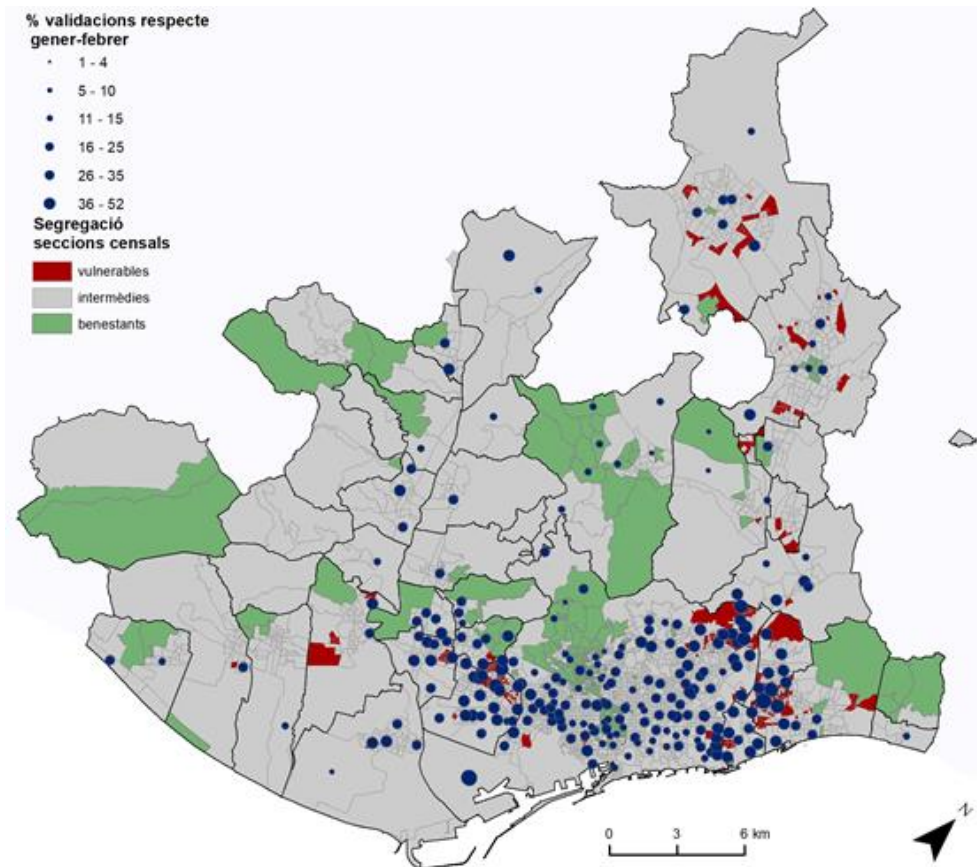 % validacions respecte
gener-febrer
1 - 4
5 - 10
11 - 15
16 - 25
26 - 35
36 - 52
Segregació
seccions censals
vulnerables
intermèdies
benestants
0 3 6 km
N